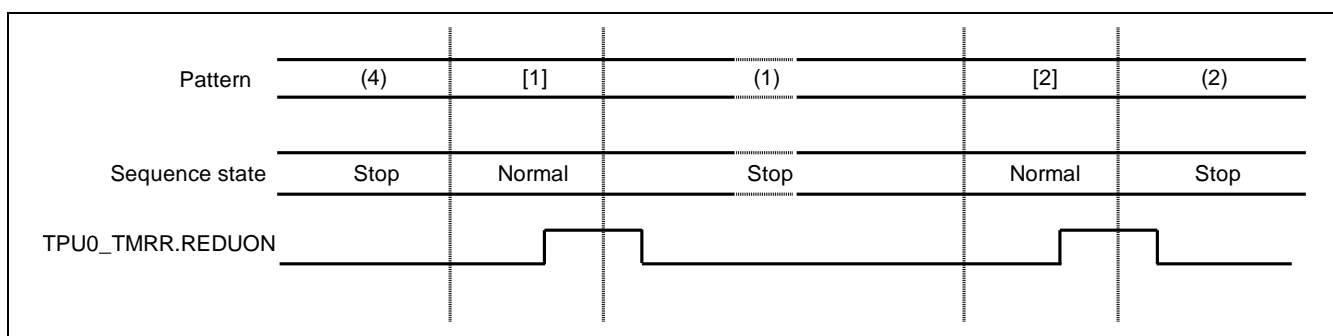 Pattern (4) [1] (1) [2] (2)
Sequence state Stop Normal Stop Normal Stop
TPU0_TMRR.REDUON